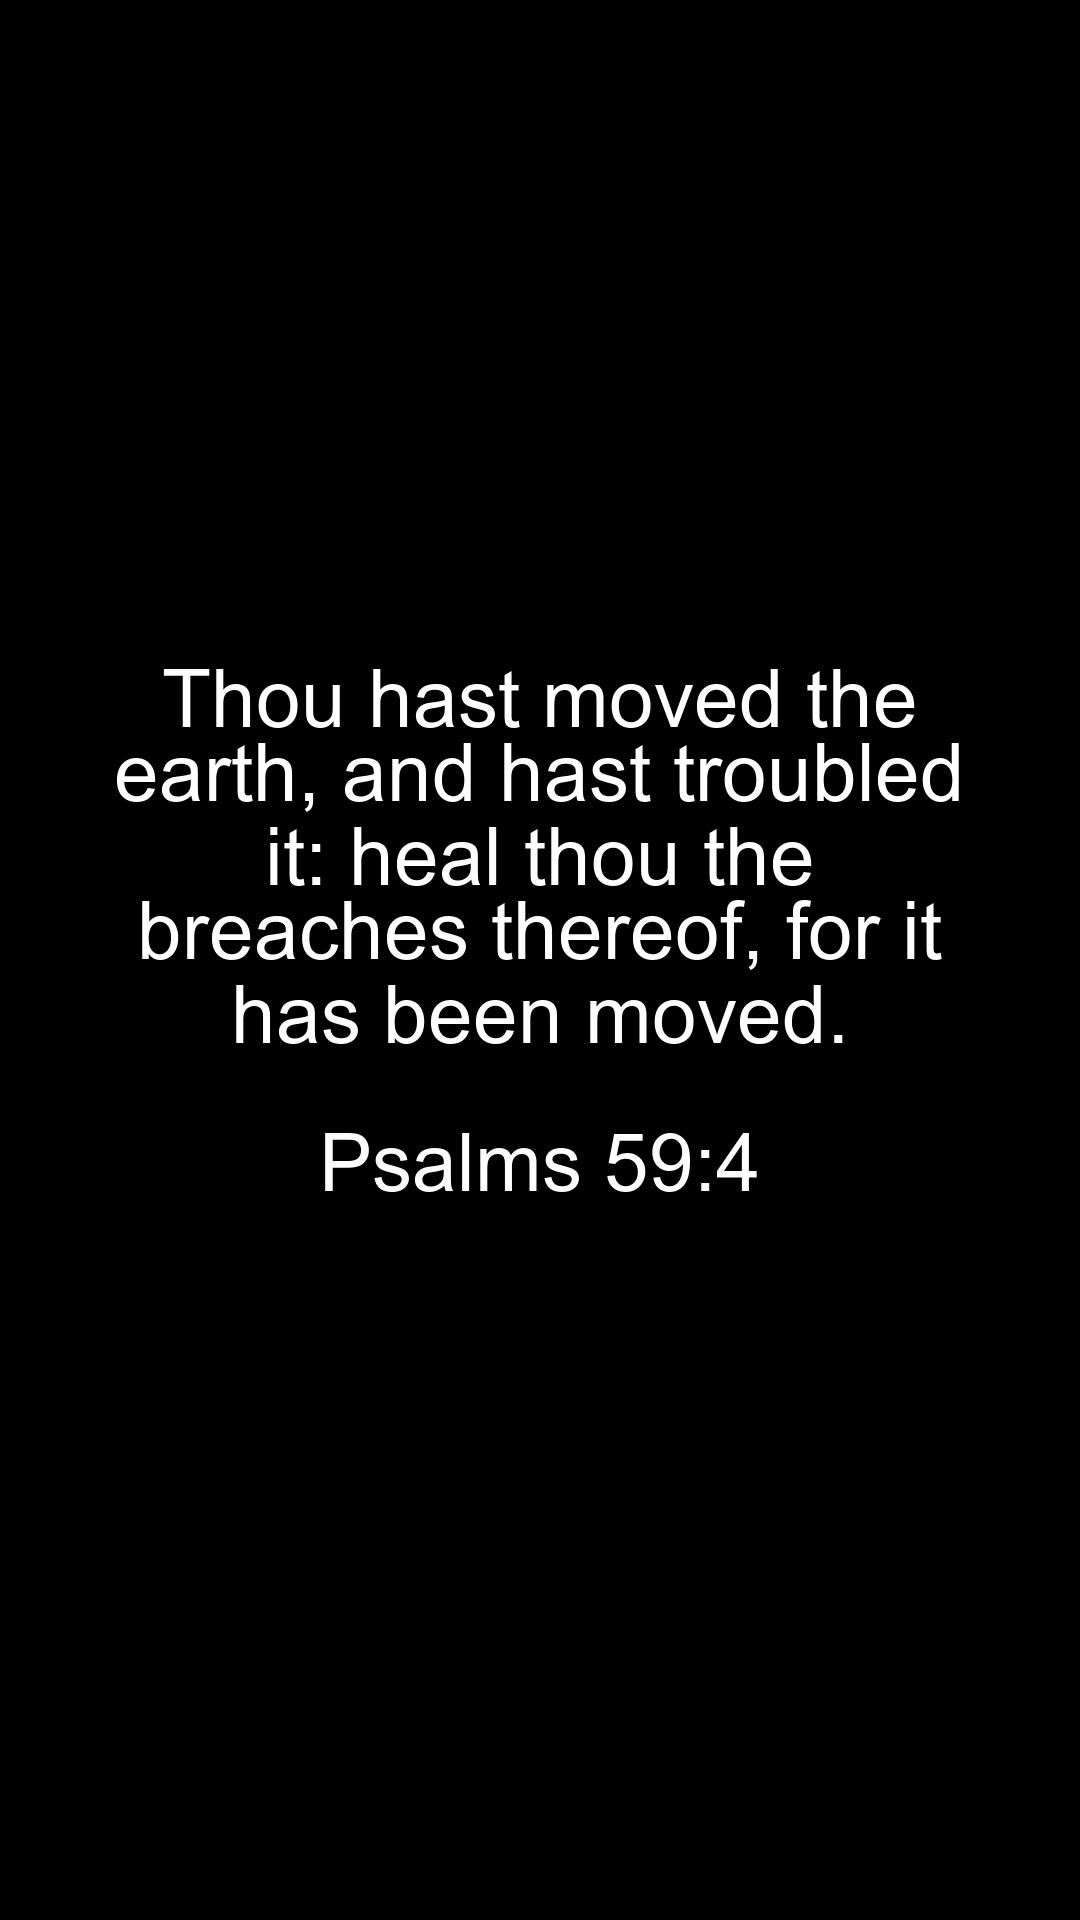 Thou hast moved the
earth, and hast troubled
it: heal thou the
breaches thereof, for it
has been moved.
Psalms 59:4